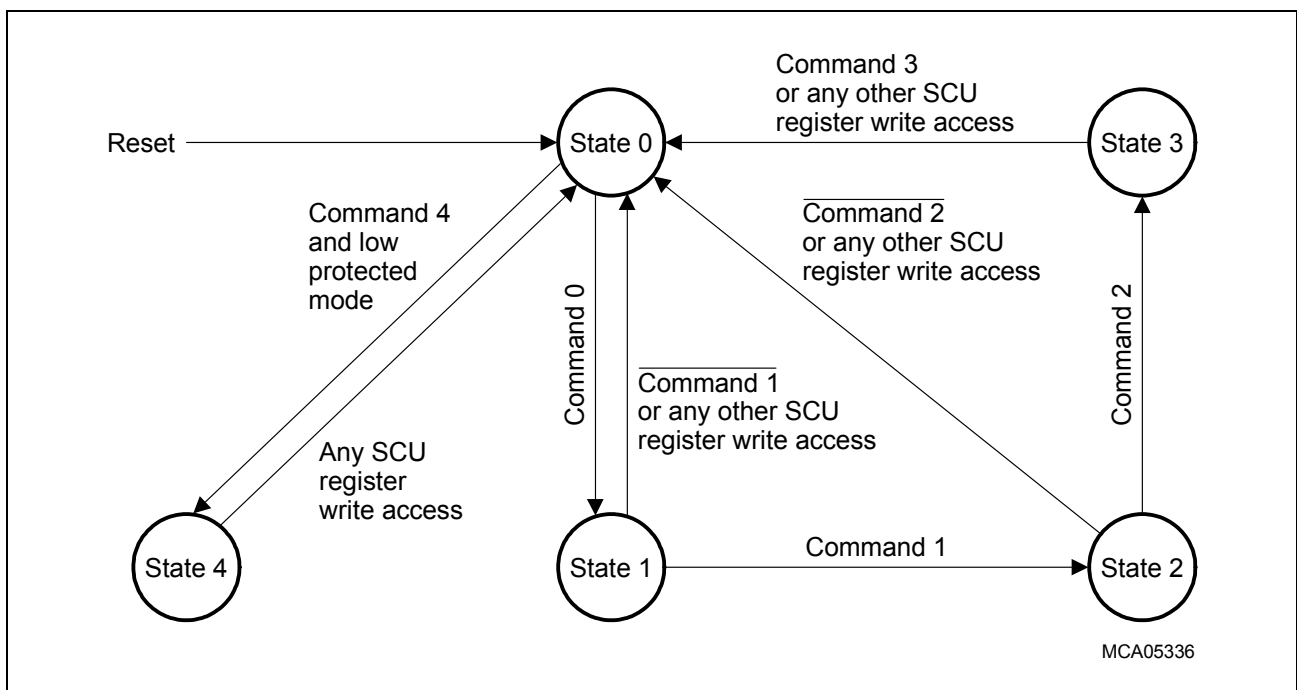 Command 3
or any other SCU
register write access
Reset
State 0
State 3
Command 4
and low
protected
mode
Command 2
or any other SCU
register write access
Command 0
Command 2
Command 1
or any other SCU
register write access
Any SCU
register
write access
State 4
State 1
Command 1
State 2
MCA05336